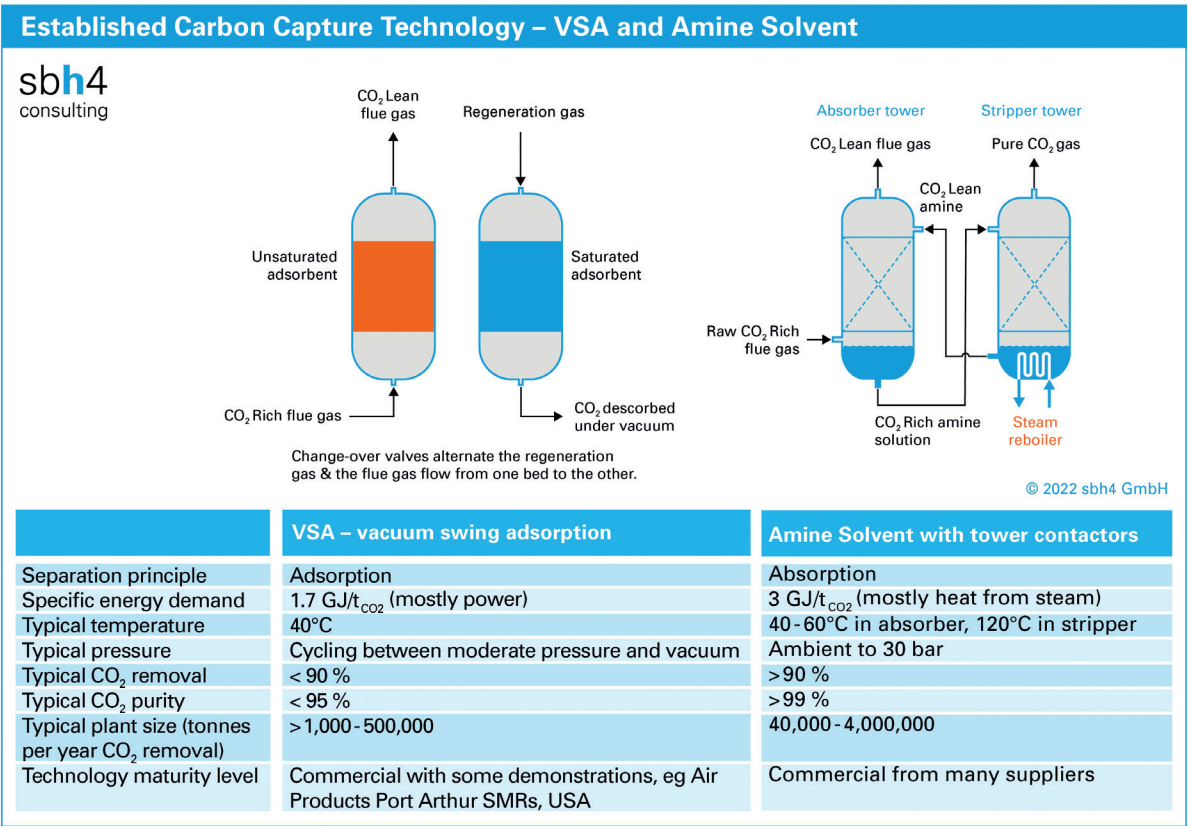 Established Carbon Capture Technology – VSA and Amine Solvent
sbh4
consulting
CO₂ Lean
flue gas
Regeneration gas
Unsaturated
adsorbent
Saturated
adsorbent
CO₂ Rich flue gas
CO₂ descorbed
under vacuum
Change-over valves alternate the regeneration
gas & the flue gas flow from one bed to the other.
Absorber tower
Stripper tower
CO₂ Lean flue gas
Pure CO₂ gas
CO₂ Lean
amine
Raw CO₂ Rich
flue gas
CO₂ Rich amine
solution
Steam
reboiler
© 2022 sbh4 GmbH
VSA – vacuum swing adsorption
Amine Solvent with tower contactors
Separation principle
Adsorption
Absorption
Specific energy demand
1.7 GJ/t CO2 (mostly power)
3 GJ/t CO2 (mostly heat from steam)
Typical temperature
40°C
40-60°C in absorber, 120°C in stripper
Typical pressure
Cycling between moderate pressure and vacuum
Ambient to 30 bar
Typical CO₂ removal
< 90 %
>90 %
Typical CO₂ purity
< 95 %
>99 %
Typical plant size (tonnes
per year CO₂ removal)
>1,000-500,000
40,000-4,000,000
Technology maturity level
Commercial with some demonstrations, eg Air
Products Port Arthur SMRs, USA
Commercial from many suppliers